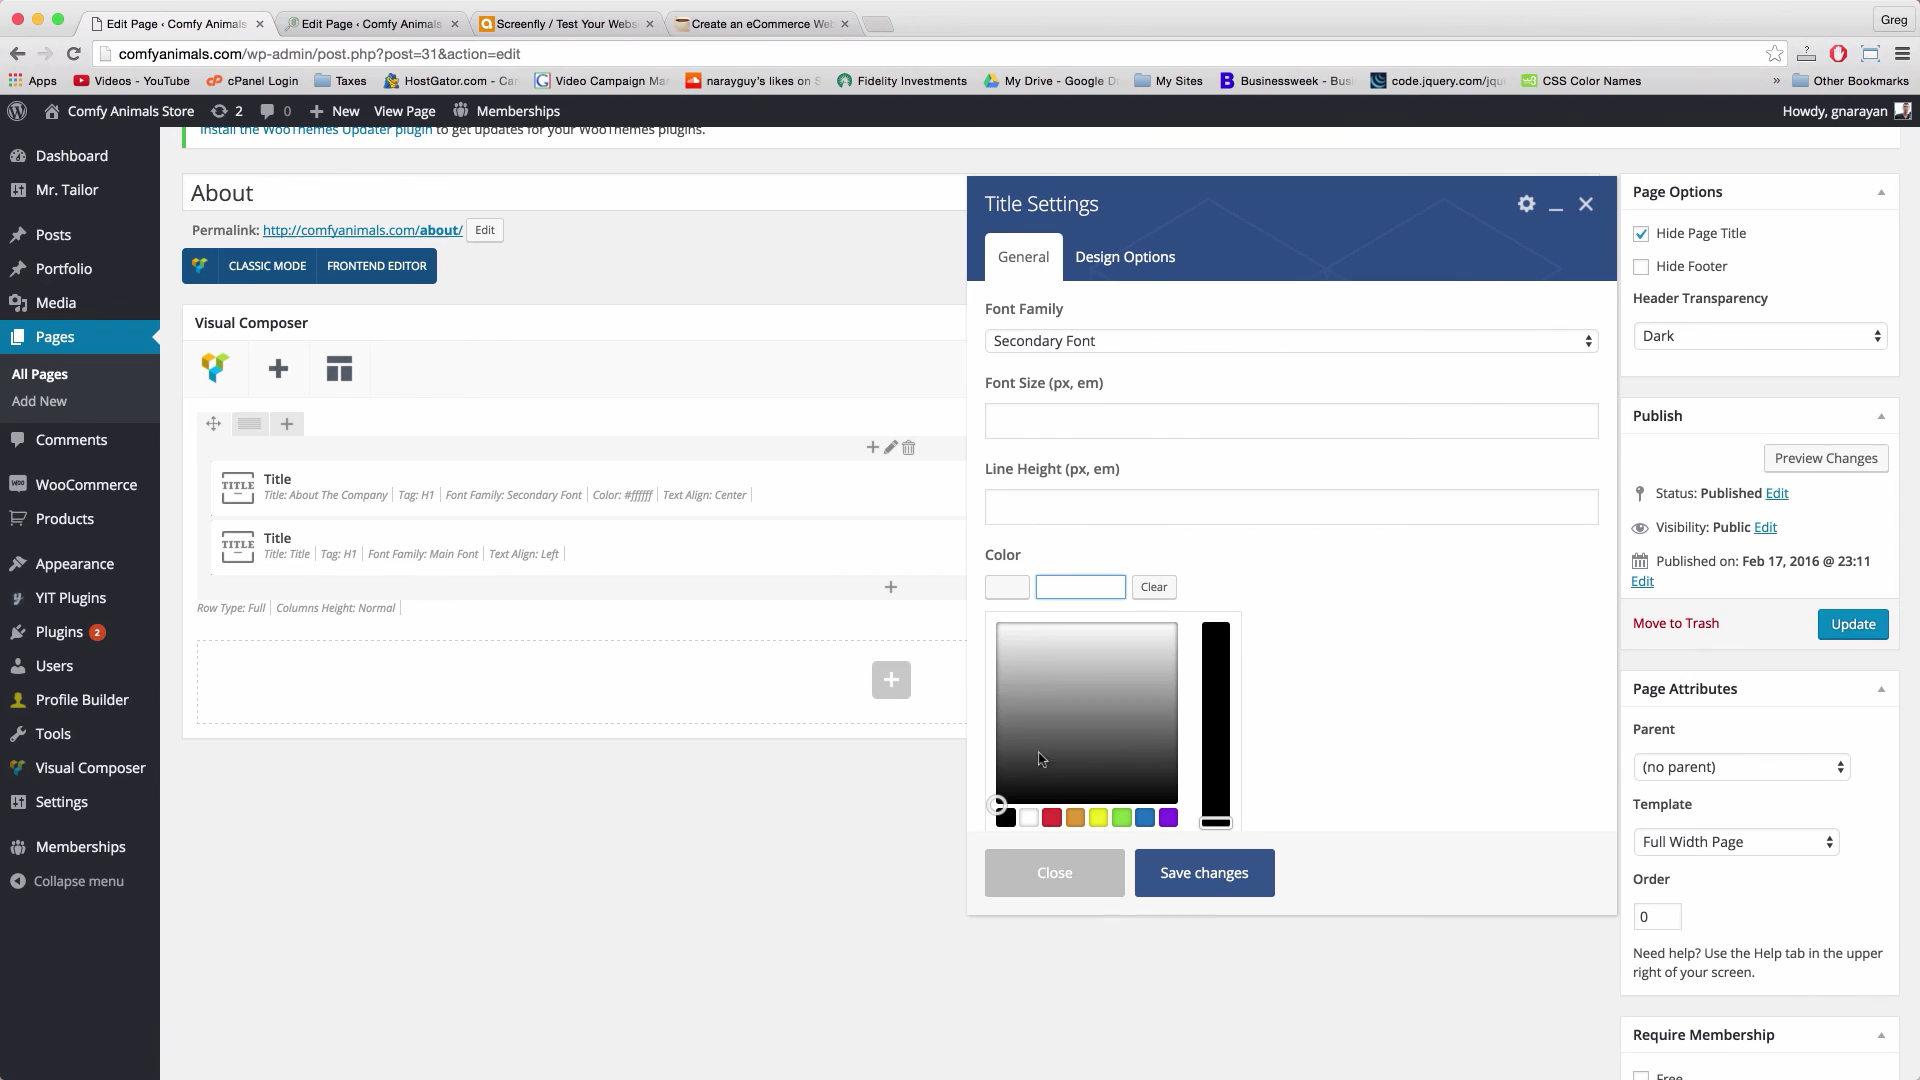 Edit Page ‹ Comfy Animals
Edit Page ‹ Comfy Animals
Screenfly / Test Your Webs
Create an eCommerce Web
Greg
comfyanimals.com/wp-admin/post.php?post=31&action=edit
Apps
Videos - YouTube
cPanel Login
Taxes
HostGator.com - Can
Video Campaign Man
narayguy's likes on S
Fidelity Investments
My Drive - Google D
My Sites
Businessweek - Busi
code.jquery.com/jqu
CSS Color Names
»
Other Bookmarks
Comfy Animals Store
2
0
New
View Page
Memberships
Howdy, gnarayan
Install the WooThemes Updater plugin to get updates for your WooThemes plugins.
Dashboard
Mr. Tailor
Posts
Portfolio
Media
Pages
All Pages
Add New
Comments
WooCommerce
Products
Appearance
YIT Plugins
Plugins 2
Users
Profile Builder
Tools
Visual Composer
Settings
Memberships
Collapse menu
About
Permalink: http://comfyanimals.com/about/ Edit
CLASSIC MODE
FRONTEND EDITOR
Visual Composer
TITLE
Title
Title: About The Company
Tag: H1
Font Family: Secondary Font
Color: #ffffff
Text Align: Center
TITLE
Title
Title: Title
Tag: H1
Font Family: Main Font
Text Align: Left
Row Type: Full
Columns Height: Normal
Title Settings
General
Design Options
Font Family
Secondary Font
Font Size (px, em)
Line Height (px, em)
Color
Clear
Close
Save changes
Page Options
Hide Page Title
Hide Footer
Header Transparency
Dark
Publish
Preview Changes
Status: Published Edit
Visibility: Public Edit
Published on: Feb 17, 2016 @ 23:11
Edit
Move to Trash
Update
Page Attributes
Parent
(no parent)
Template
Full Width Page
Order
0
Need help? Use the Help tab in the upper
right of your screen.
Require Membership
Free